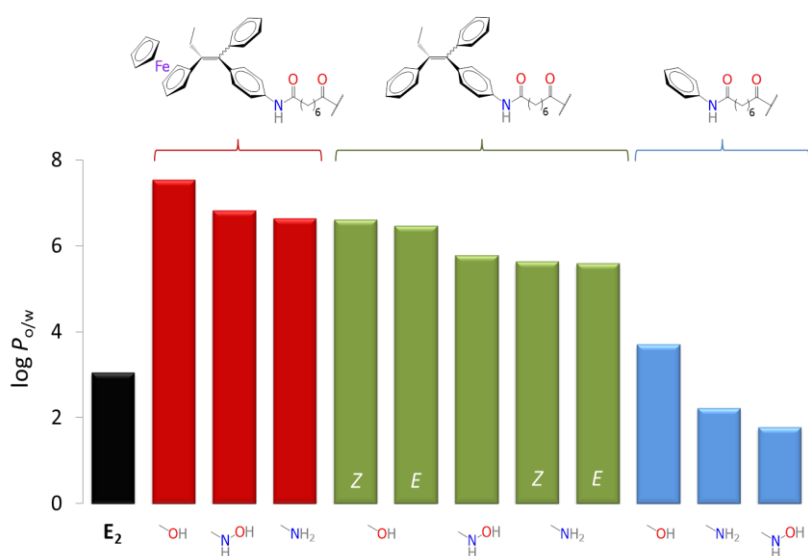 Fe
O O
N
H
6
O O
N
H
6
O O
N
H
6
log P o/w
8
6
4
2
0
Z E Z E
E₂ OH N H OH NH₂ OH N H OH NH₂ OH NH₂ N H OH